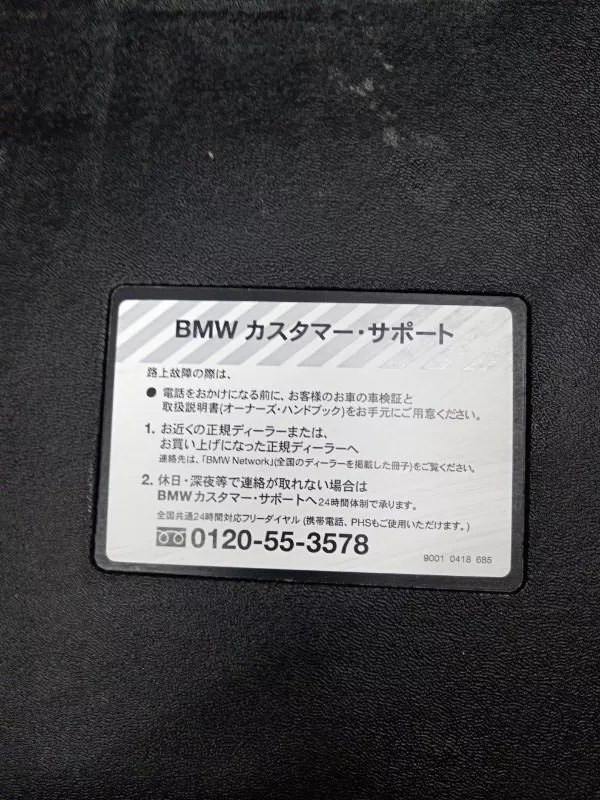 BMW カスタマー・サポート
路上故障の際は、
● 電話をおかけになる前に、お客様のお車の車検証と
取扱説明書(オーナーズ・ハンドブック)をお手元にご用意ください。
1. お近くの正規ディーラーまたは、
お買い上げになった正規ディーラーへ
連絡先は、「BMW Network」(全国のディーラーを掲載した冊子)をご覧ください。
2. 休日・深夜等で連絡が取れない場合は
BMWカスタマー・サポートへ24時間体制で承ります。
全国共通24時間対応フリーダイヤル (携帯電話、PHSもご使用いただけます。)
0120-55-3578
9001 0418 685